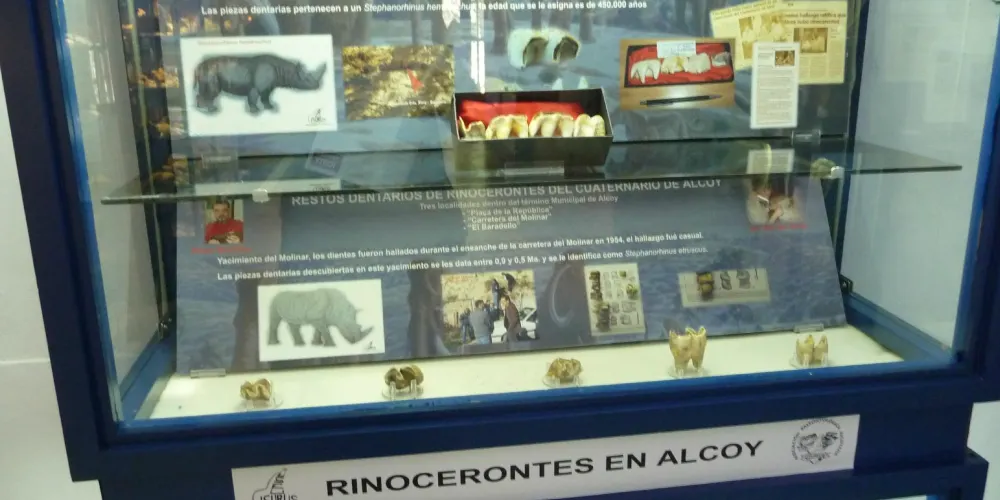 Las piezas dentarias pertenecen a un Stephanorhinus la edad que se le asigna es de 450.000 años
RESTOS DENTARIOS DE RINOCERONTES DEL CUATERNARIO DE ALCOY
Tres localidades dentro del término Municipal de Alcoy
- "Plaça de la República"
- "Carretera del Molinar"
- "El Baradello"
Yacimiento del Molinar, los dientes fueron hallados durante el ensanche de la carretera del Molinar en 1984, el hallazgo fué casual.
Las piezas dentarias descubiertas en este yacimiento se les data entre 0,9 y 0,5 Ma. y se le identifica como Stephanorhinus etruscus.
RINOCERONTES EN ALCOY